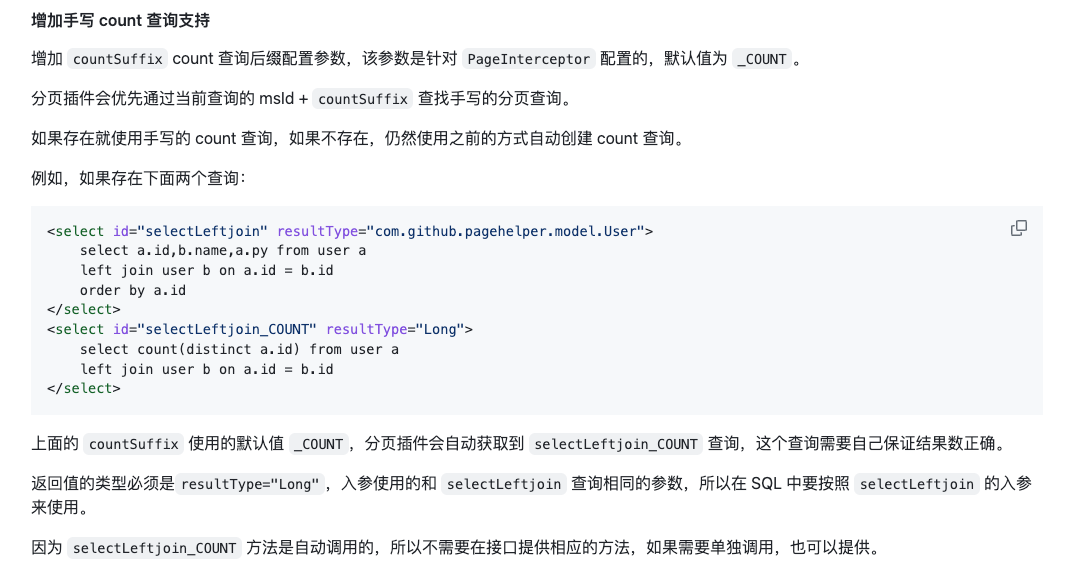 增加手写 count 查询支持
增加 countSuffix count 查询后缀配置参数，该参数是针对 PageInterceptor 配置的，默认值为 _COUNT 。
分页插件会优先通过当前查询的 msId + countSuffix 查找手写的分页查询。
如果存在就使用手写的 count 查询，如果不存在，仍然使用之前的方式自动创建 count 查询。
例如，如果存在下面两个查询：
<select id="selectLeftjoin" resultType="com.github.pagehelper.model.User">
    select a.id,b.name,a.py from user a
    left join user b on a.id = b.id
    order by a.id
</select>
<select id="selectLeftjoin_COUNT" resultType="Long">
    select count(distinct a.id) from user a
    left join user b on a.id = b.id
</select>
上面的 countSuffix 使用的默认值 _COUNT ，分页插件会自动获取到 selectLeftjoin_COUNT 查询，这个查询需要自己保证结果数正确。
返回值的类型必须是 resultType="Long" ，入参使用的和 selectLeftjoin 查询相同的参数，所以在 SQL 中要按照 selectLeftjoin 的入参
来使用。
因为 selectLeftjoin_COUNT 方法是自动调用的，所以不需要在接口提供相应的方法，如果需要单独调用，也可以提供。